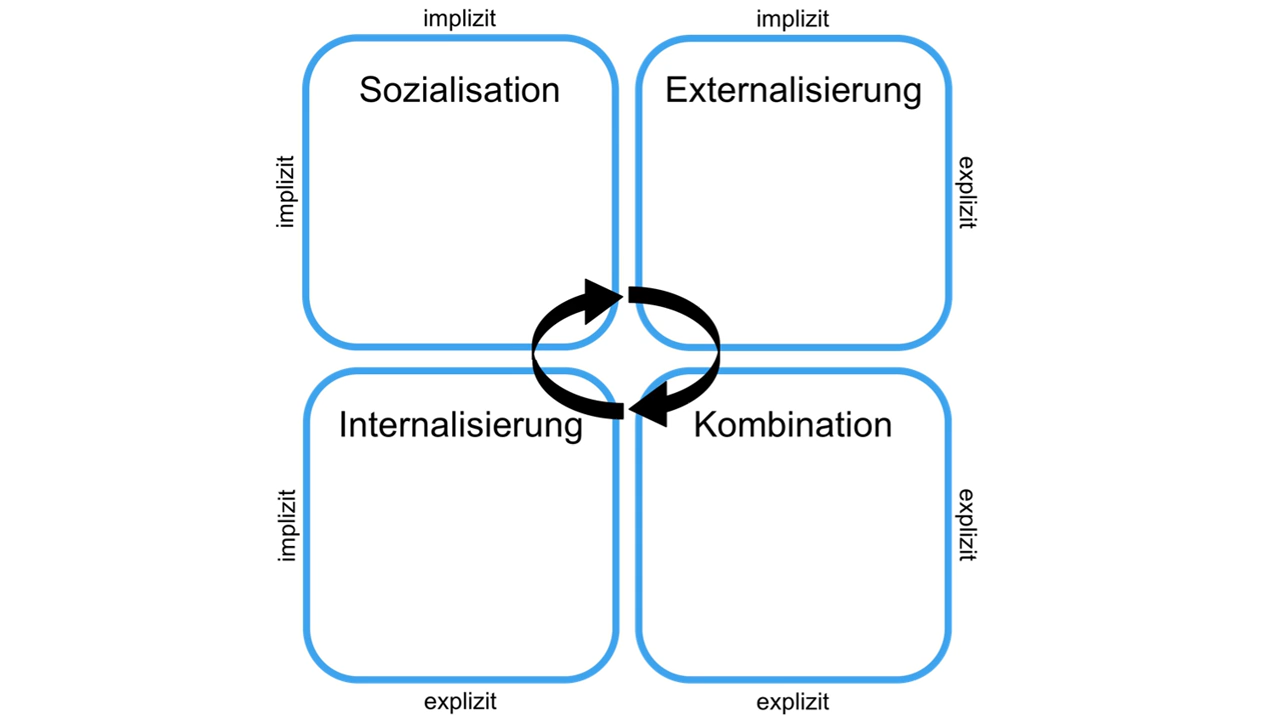 implizit
implizit
Sozialisation
Externalisierung
implizit
explizit
Internalisierung
Kombination
implizit
explizit
explizit
explizit